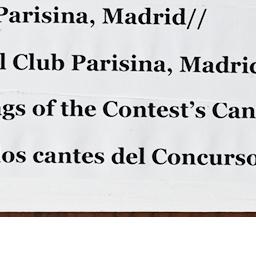 Parisina, Madrid//
l Club Parisina, Madrid
gs of the Contest's Can
os cantes del Concurso